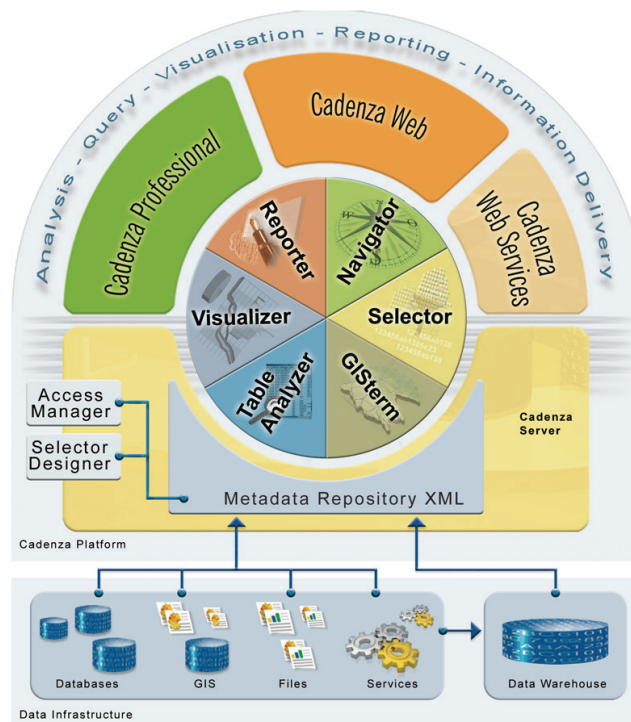 Analysis - Query - Visualisation - Reporting - Information Delivery
Cadenza Professional
Cadenza Web
Cadenza
Web Services
Reporter
Navigator
Visualizer
Selector
Table
Analyzer
GISterm
Access
Manager
Selector
Designer
Cadenza
Server
Metadata Repository XML
Cadenza Platform
Databases
GIS
Files
Services
Data Warehouse
Data Infrastructure